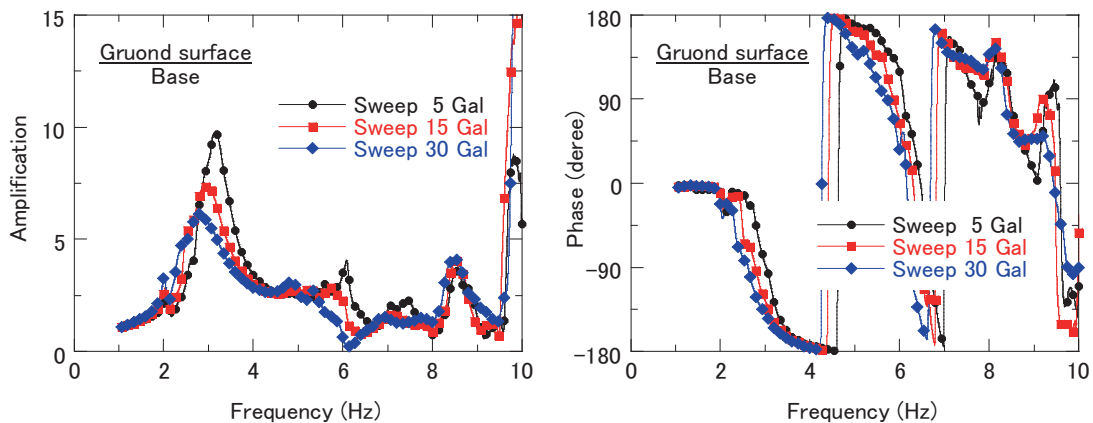 15
10
5
0
0
2
4
6
8
10
Amplification
Frequency (Hz)
Gruond surface
Base
Sweep 5 Gal
Sweep 15 Gal
Sweep 30 Gal
180
90
0
-90
-180
0
2
4
6
8
10
Phase (deree)
Frequency (Hz)
Gruond surface
Base
Sweep 5 Gal
Sweep 15 Gal
Sweep 30 Gal